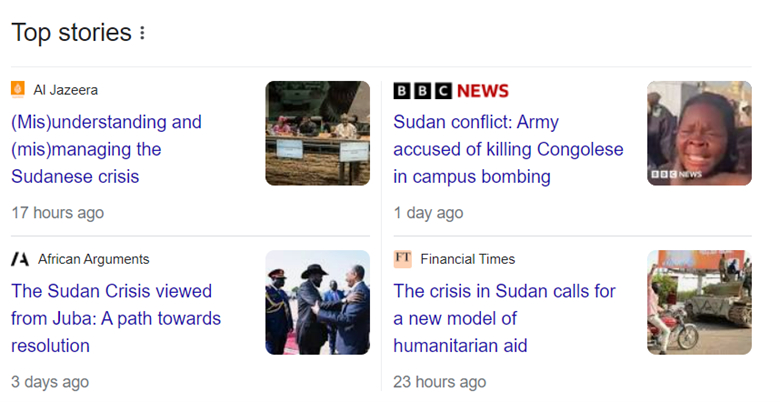 Top stories
Al Jazeera
(Mis)understanding and
(mis)managing the
Sudanese crisis
17 hours ago
BBC NEWS
Sudan conflict: Army
accused of killing Congolese
in campus bombing
BBC NEWS
1 day ago
African Arguments
The Sudan Crisis viewed
from Juba: A path towards
resolution
3 days ago
FT Financial Times
The crisis in Sudan calls for
a new model of
humanitarian aid
23 hours ago